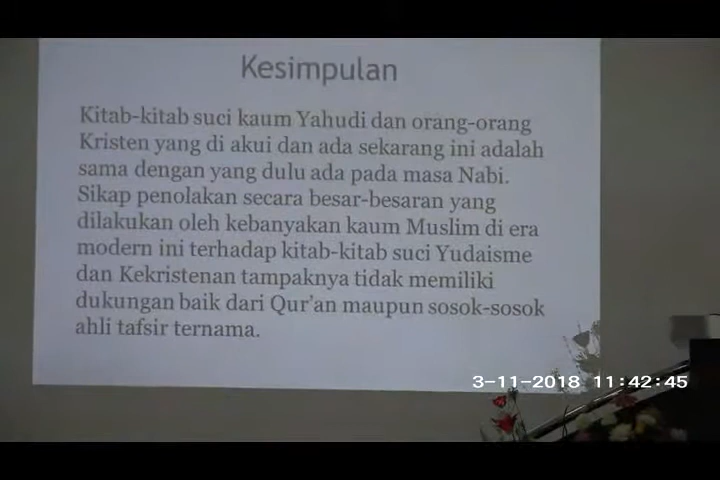 Kesimpulan
Kitab-kitab suci kaum Yahudi dan orang-orang
Kristen yang di akui dan ada sekarang ini adalah
sama dengan yang dulu ada pada masa Nabi.
Sikap penolakan secara besar-besaran yang
dilakukan oleh kebanyakan kaum Muslim di era
modern ini terhadap kitab-kitab suci Yudaisme
dan Kekristenan tampaknya tidak memiliki
dukungan baik dari Qur'an maupun sosok-sosok
ahli tafsir ternama.
3-11-2018 11:42:45